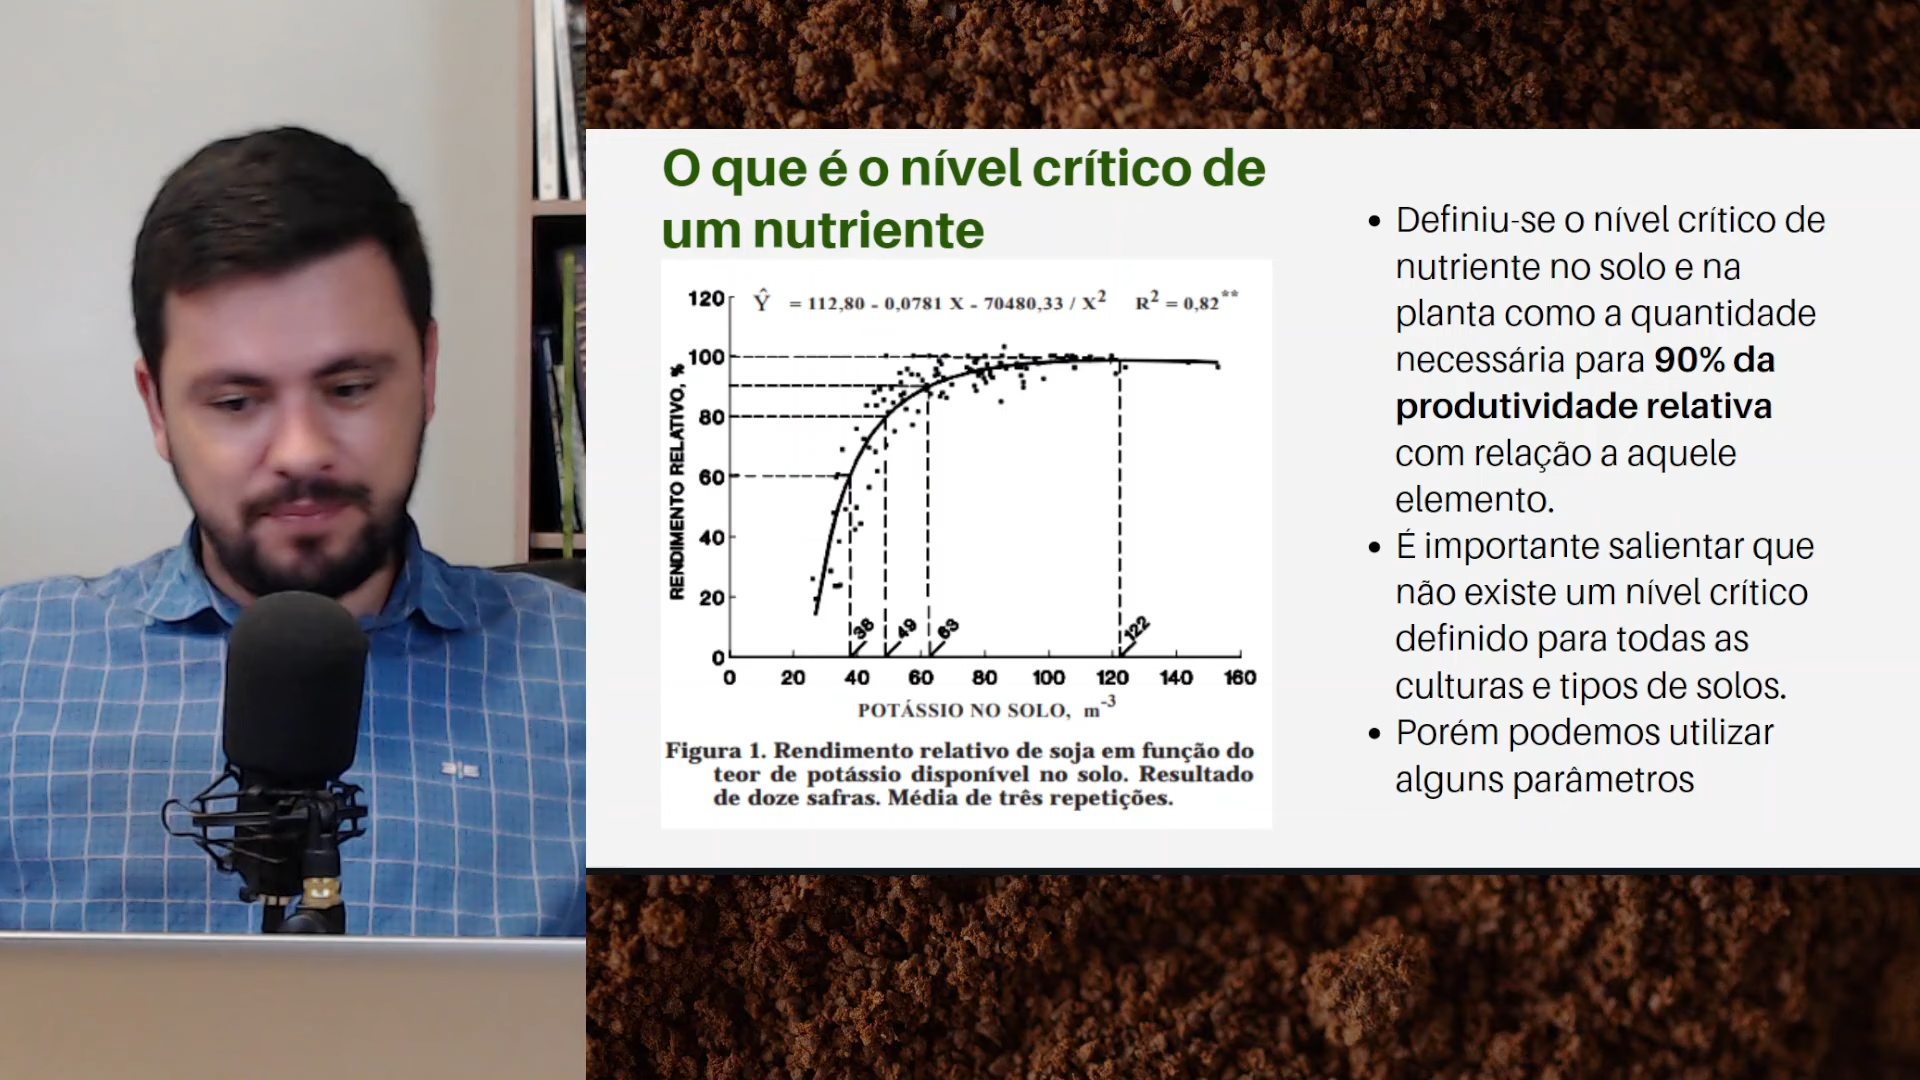 O que é o nível crítico de
um nutriente
Ŷ = 112,80 - 0,0781 X - 70480,33 / X² R² = 0,82**
120
100
80
60
40
20
0
RENDIMENTO RELATIVO, %
38
49
63
122
0 20 40 60 80 100 120 140 160
POTÁSSIO NO SOLO, m⁻³
Figura 1. Rendimento relativo de soja em função do
teor de potássio disponível no solo. Resultado
de doze safras. Média de três repetições.
• Definiu-se o nível crítico de
nutriente no solo e na
planta como a quantidade
necessária para 90% da
produtividade relativa
com relação a aquele
elemento.
• É importante salientar que
não existe um nível crítico
definido para todas as
culturas e tipos de solos.
• Porém podemos utilizar
alguns parâmetros